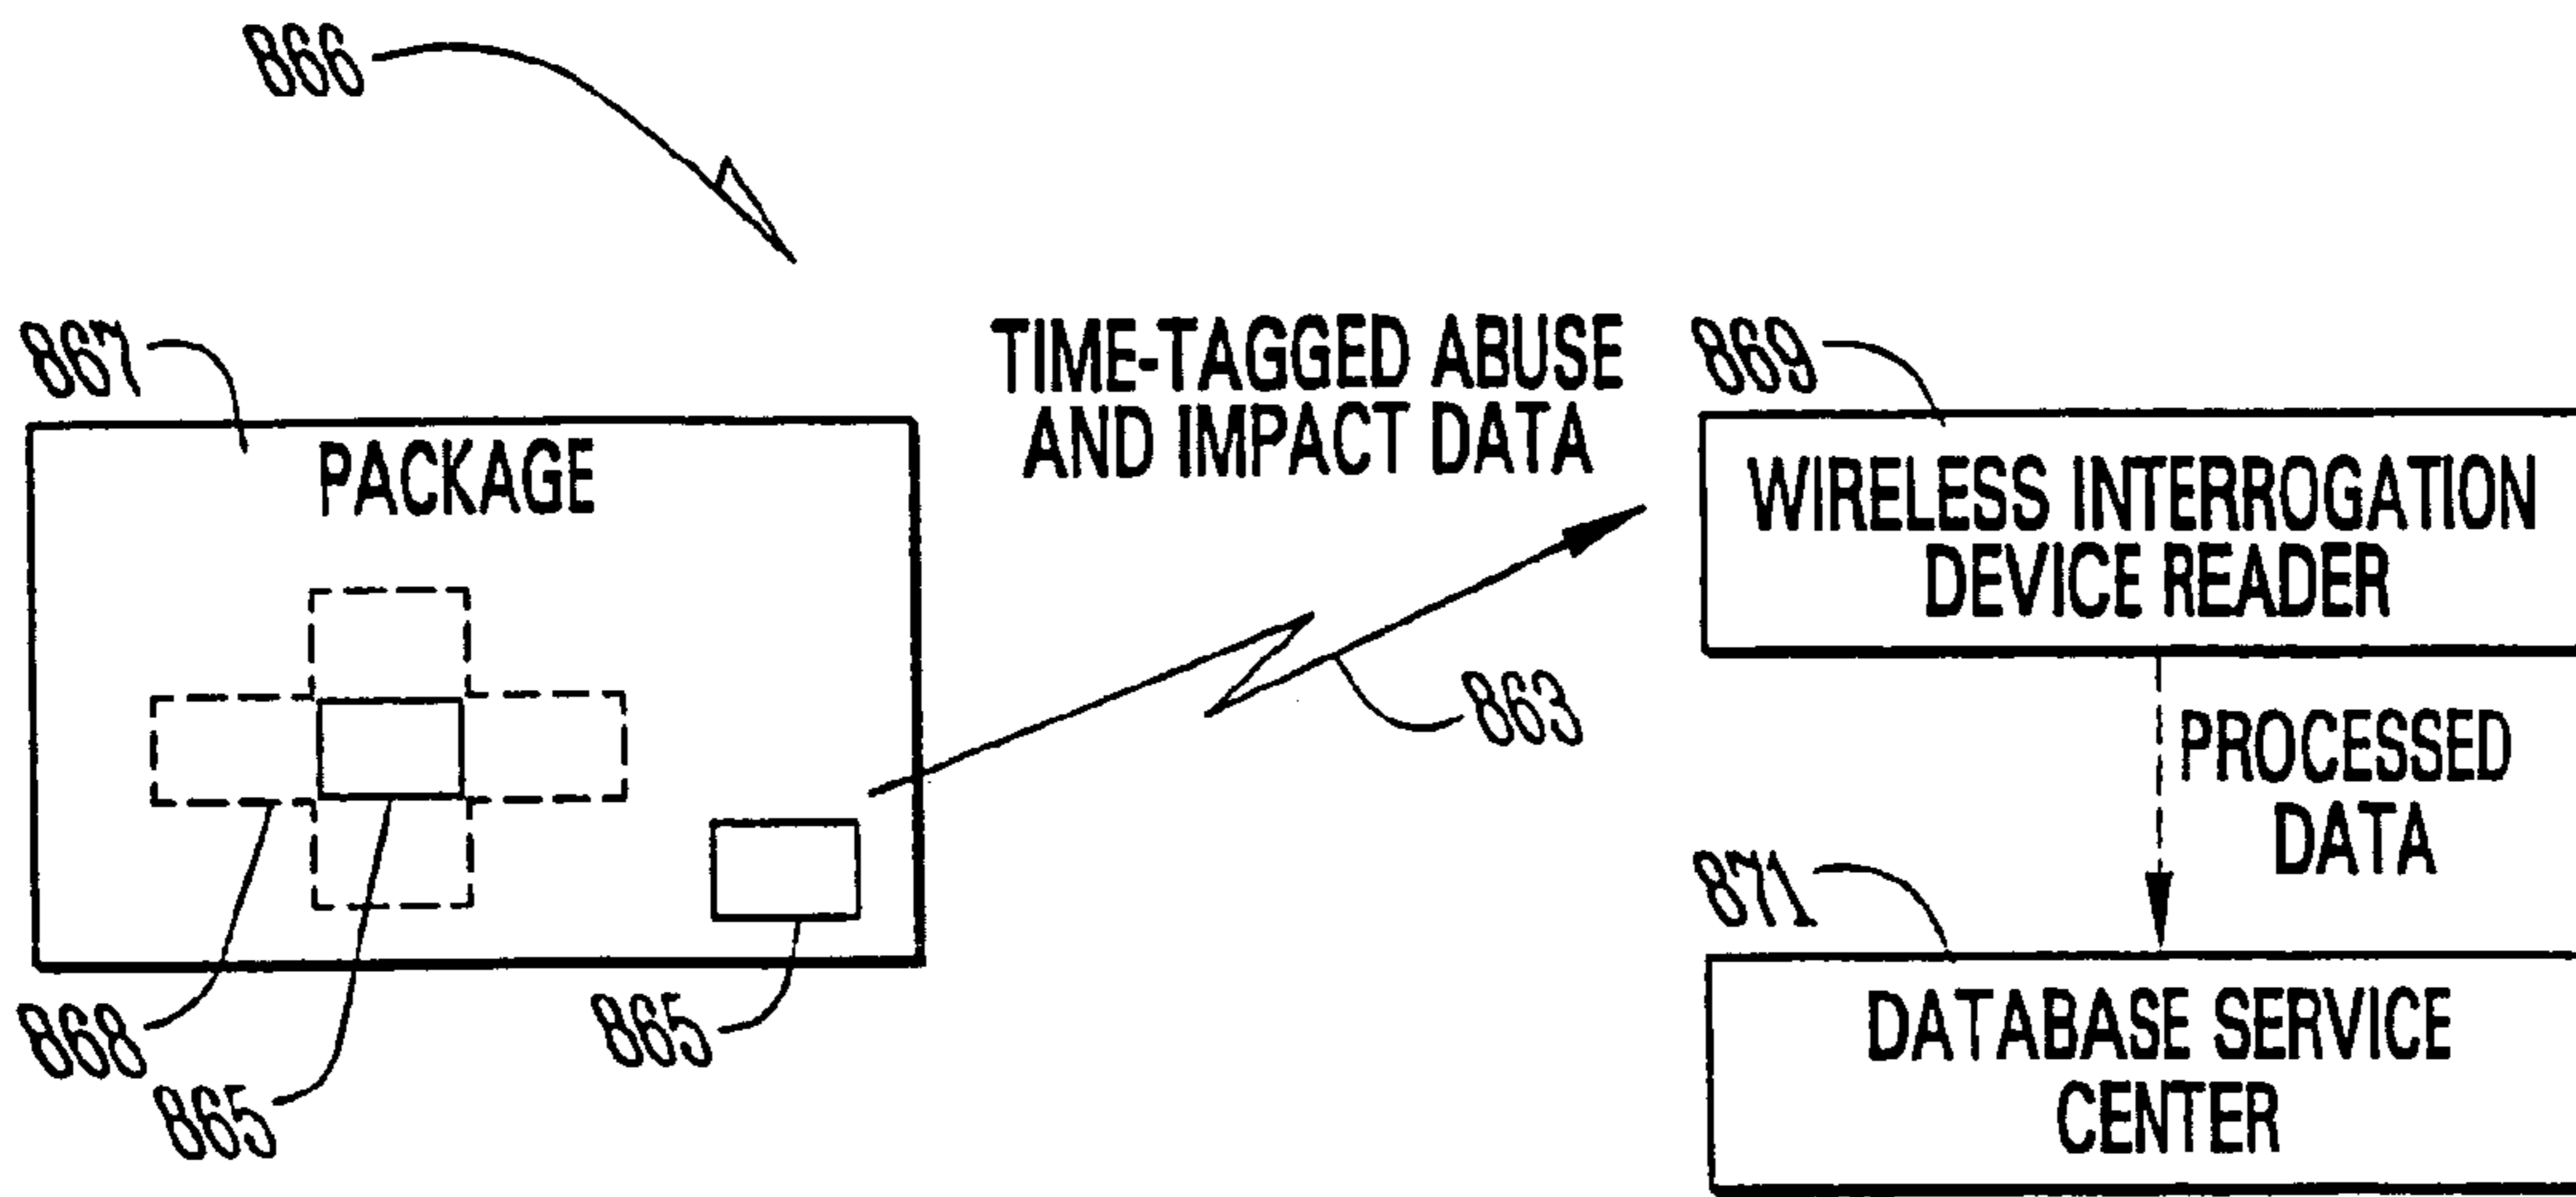 866
867
PACKAGE
868
865
865
TIME-TAGGED ABUSE
AND IMPACT DATA
863
869
WIRELESS INTERROGATION
DEVICE READER
PROCESSED
DATA
871
DATABASE SERVICE
CENTER